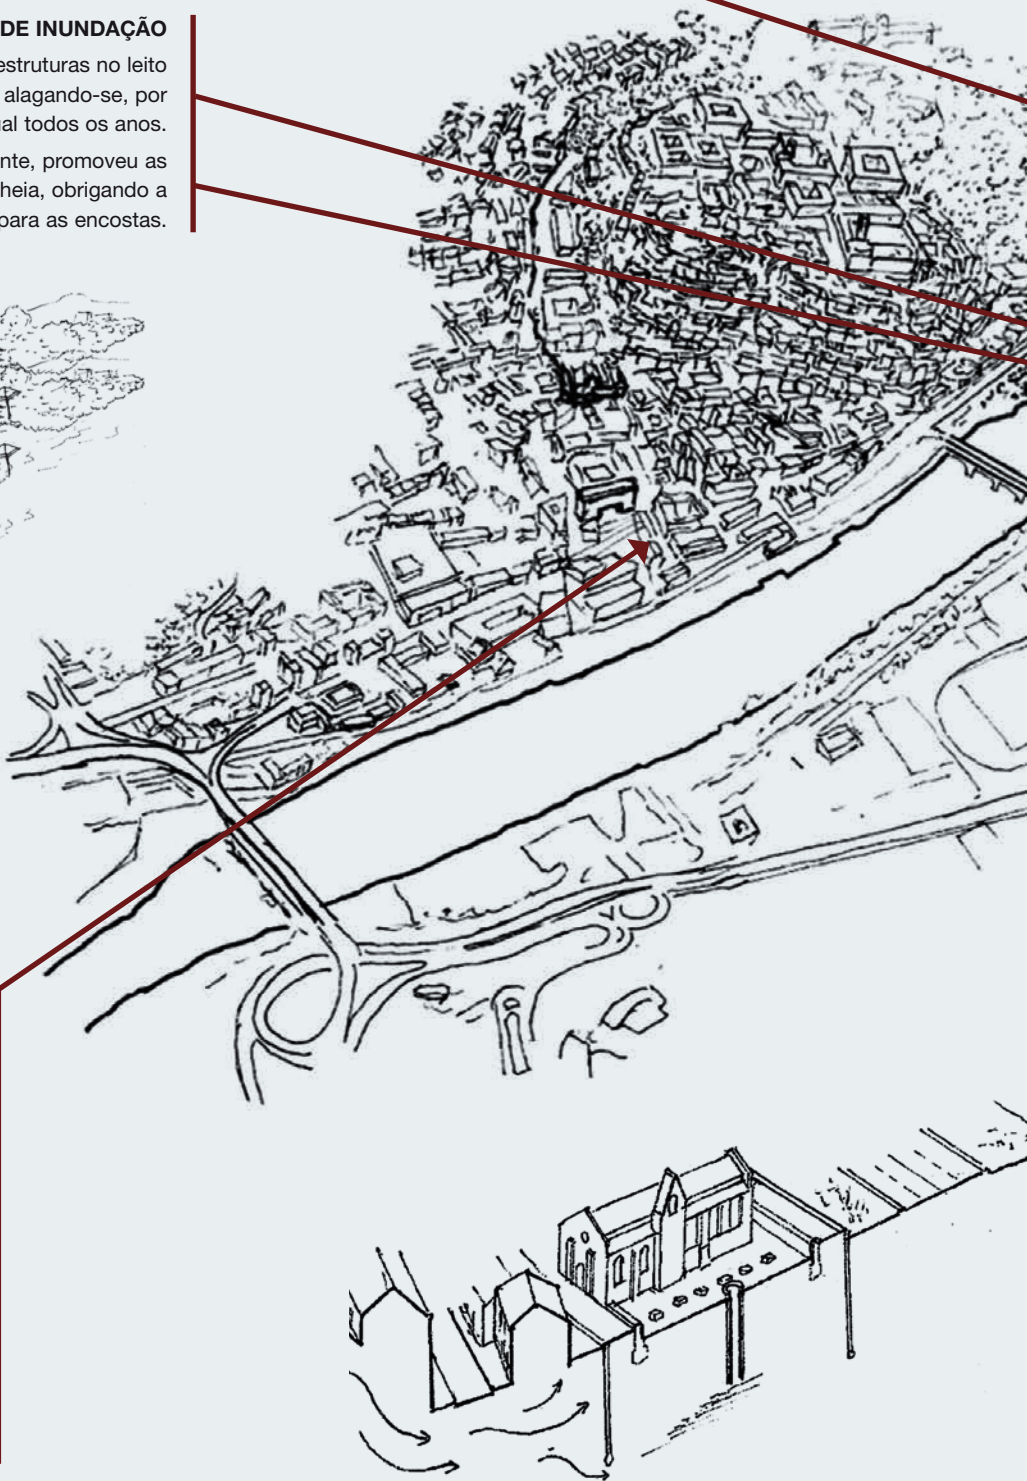 DE INUNDAÇÃO
estruturas no leito
alagando-se, por
ual todos os anos.
nte, promoveu as
heia, obrigando a
para as encostas.